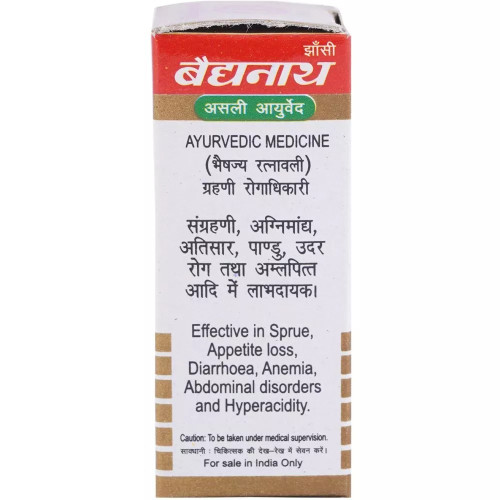 झाँसी
बैद्यनाथ
असली आयुर्वेद
AYURVEDIC MEDICINE
(भैषज्य रत्नावली)
ग्रहणी रोगाधिकारी
संग्रहणी, अग्निमांद्य,
अतिसार, पाण्डु, उदर
रोग तथा अम्लपित्त
आदि में लाभदायक।
Effective in Sprue,
Appetite loss,
Diarrhoea, Anemia,
Abdominal disorders
and Hyperacidity.
Caution: To be taken under medical supervision.
सावधानी : चिकित्सक की देख-रेख में सेवन करें।
For sale in India Only